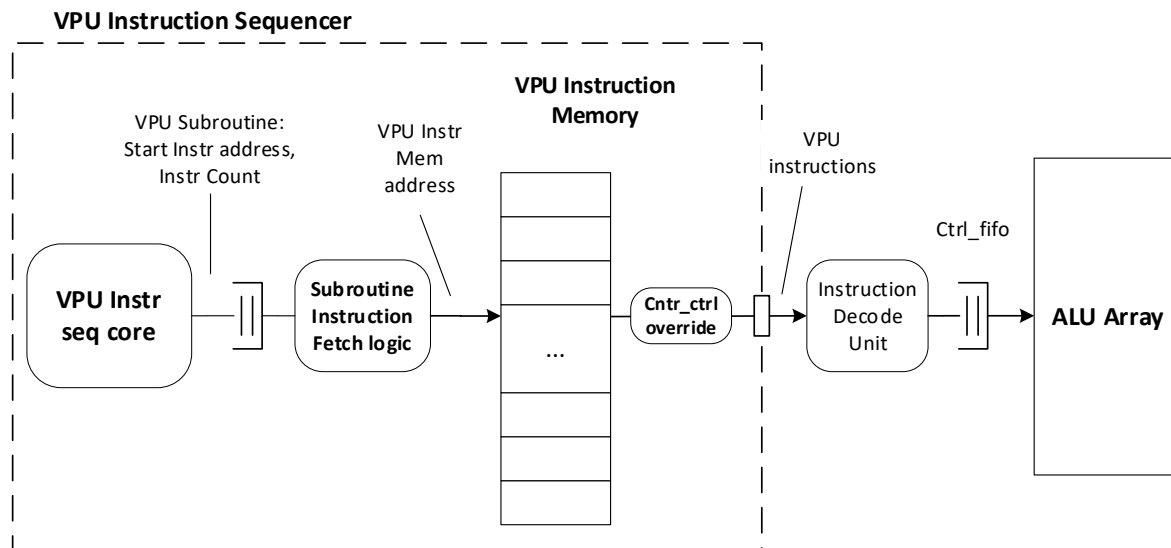 VPU Instruction Sequencer
VPU Instruction
Memory
VPU Subroutine:
Start Instr address,
Instr Count
VPU Instr
Mem
address
VPU
instructions
Ctrl_fifo
VPU Instr
seq core
Subroutine
Instruction
Fetch logic
...
Cntr_ctrl
override
Instruction
Decode
Unit
ALU Array